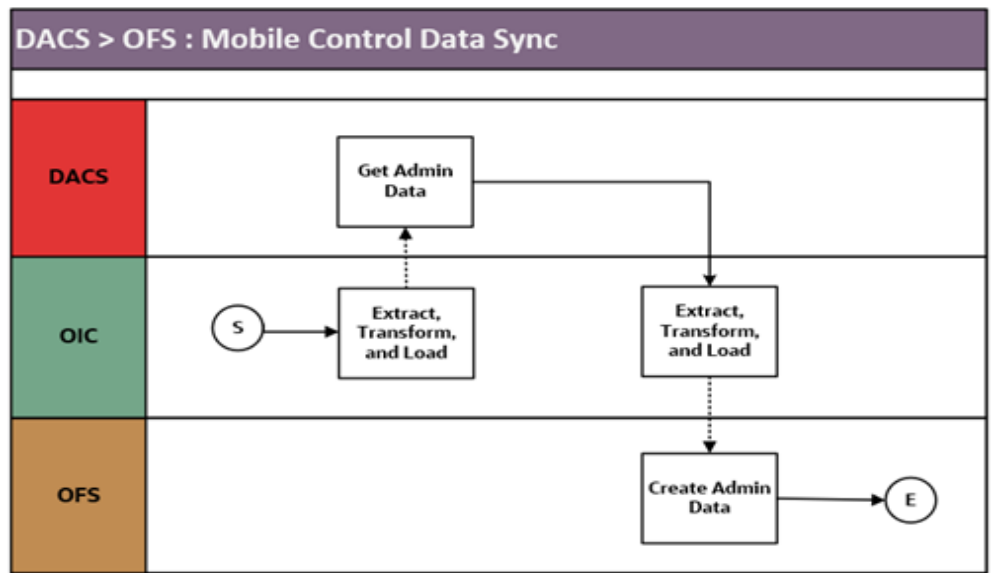 DACS > OFS : Mobile Control Data Sync
DACS
Get Admin
Data
OIC
S
Extract,
Transform,
and Load
Extract,
Transform,
and Load
OFS
Create Admin
Data
E